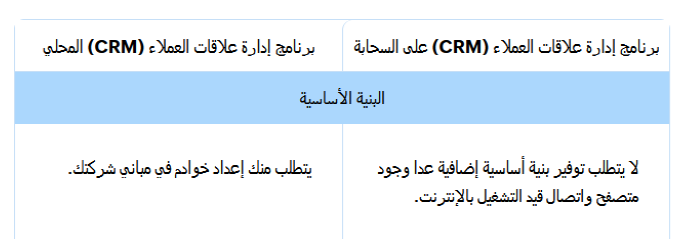 برنامج إدارة علاقات العملاء (CRM) على السحابة
برنامج إدارة علاقات العملاء (CRM) المحلي
البنية الأساسية
لا يتطلب توفير بنية أساسية إضافية عدا وجود
متصفح واتصال قيد التشغيل بالإنترنت.
يتطلب منك إعداد خوادم في مباني شركتك.